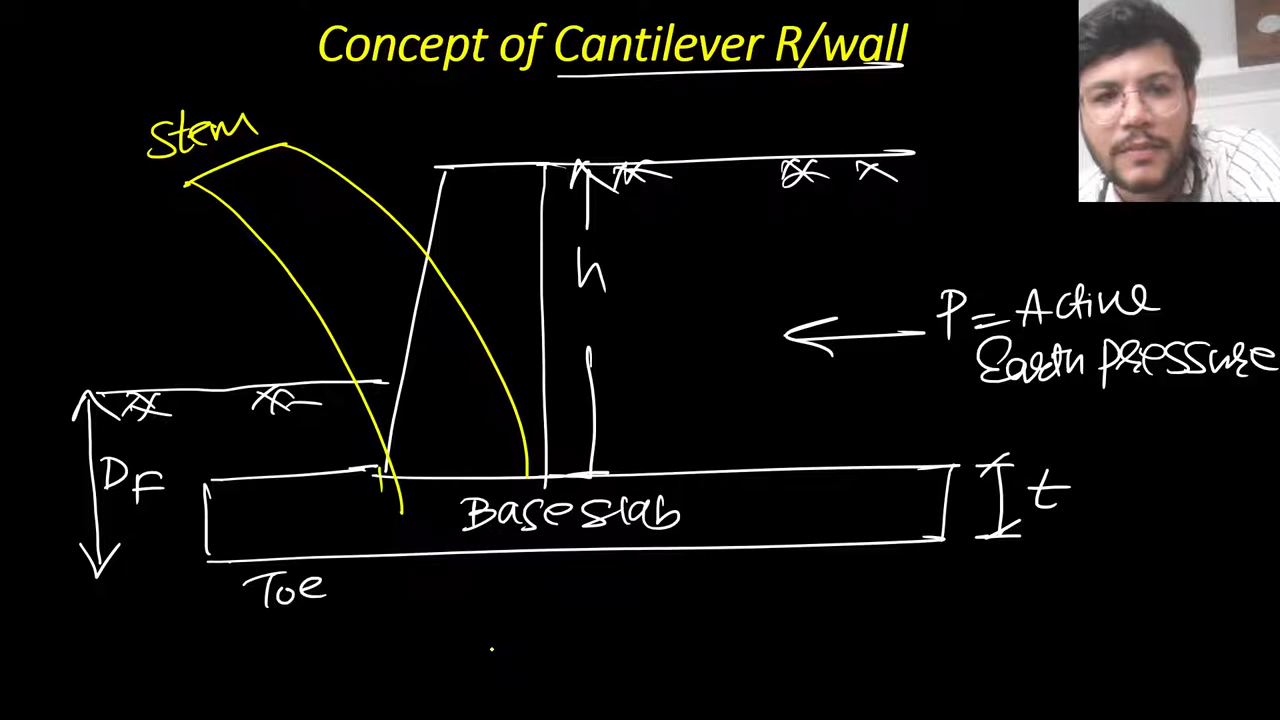 Concept of Cantilever R/wall
Stem
h
P = Active
Earth pressure
DF
Base slab
t
Toe